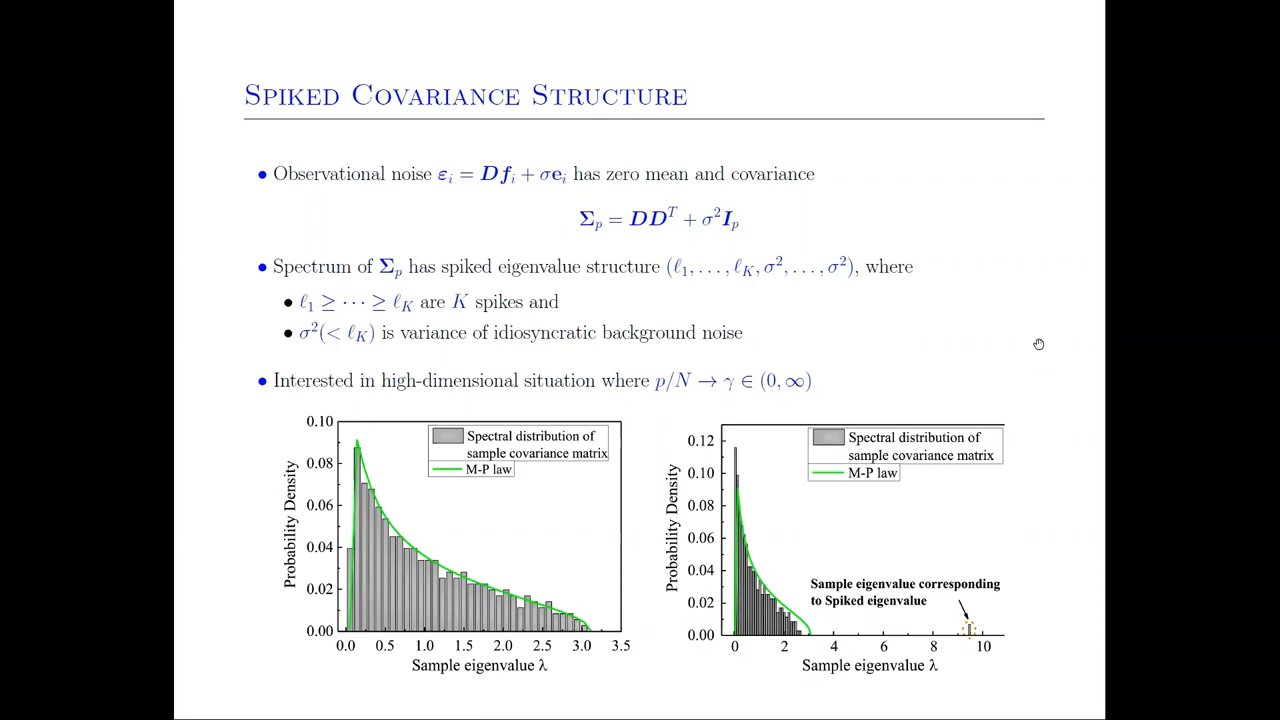 SPIKED COVARIANCE STRUCTURE
• Observational noise εᵢ = Dfᵢ + σeᵢ has zero mean and covariance
Σₚ = DDᵀ + σ²Iₚ
• Spectrum of Σₚ has spiked eigenvalue structure (ℓ₁, . . . , ℓ_K, σ², . . . , σ²), where
• ℓ₁ ≥ · · · ≥ ℓ_K are K spikes and
• σ²(< ℓ_K) is variance of idiosyncratic background noise
• Interested in high-dimensional situation where p/N → γ ∈ (0, ∞)
Spectral distribution of
sample covariance matrix
M-P law
Probability Density
0.10
0.08
0.06
0.04
0.02
0.00
0.0 0.5 1.0 1.5 2.0 2.5 3.0 3.5
Sample eigenvalue λ
Spectral distribution of
sample covariance matrix
M-P law
Probability Density
0.12
0.10
0.08
0.06
0.04
0.02
0.00
Sample eigenvalue corresponding
to Spiked eigenvalue
0 2 4 6 8 10
Sample eigenvalue λ